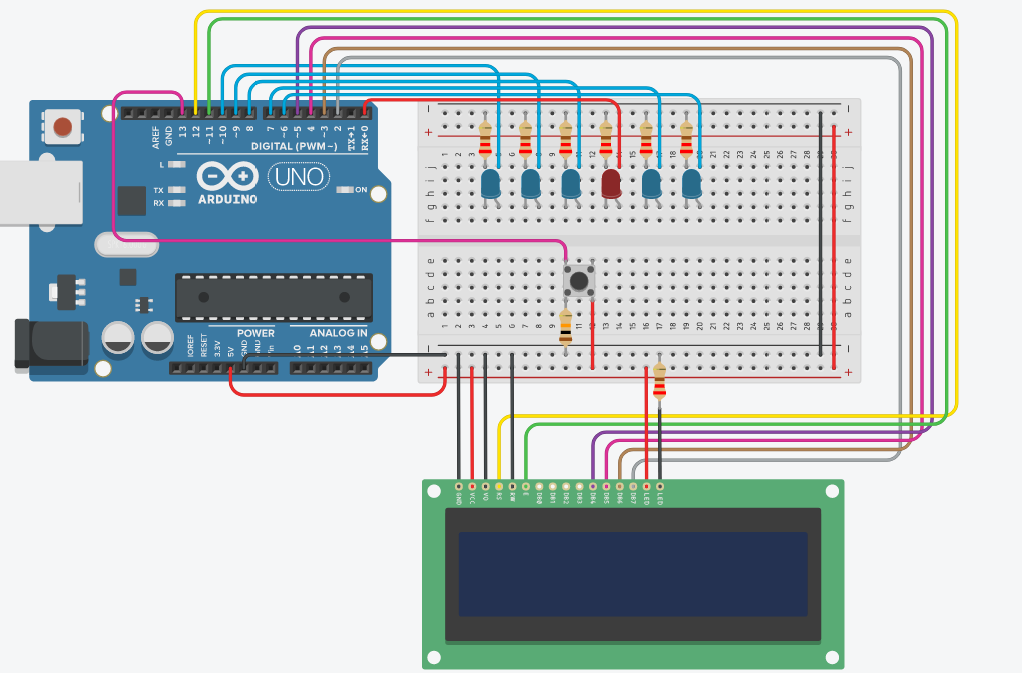 AREF
GND
13
12
~11
~10
~9
8
7
~6
~5
4
~3
2
TX→1
RX←0
DIGITAL (PWM~)
L
TX
RX
ARDUINO
UNO
ON
POWER
ANALOG IN
IOREF
RESET
3.3V
5V
GND
GND
Vin
A0
A1
A2
A3
A4
A5
- -
+ +
j j
i i
h h
g g
f f
e e
d d
c c
b b
a a
- -
+ +
GND VCC VO RS RW E DB0 DB1 DB2 DB3 DB4 DB5 DB6 DB7 LED LED